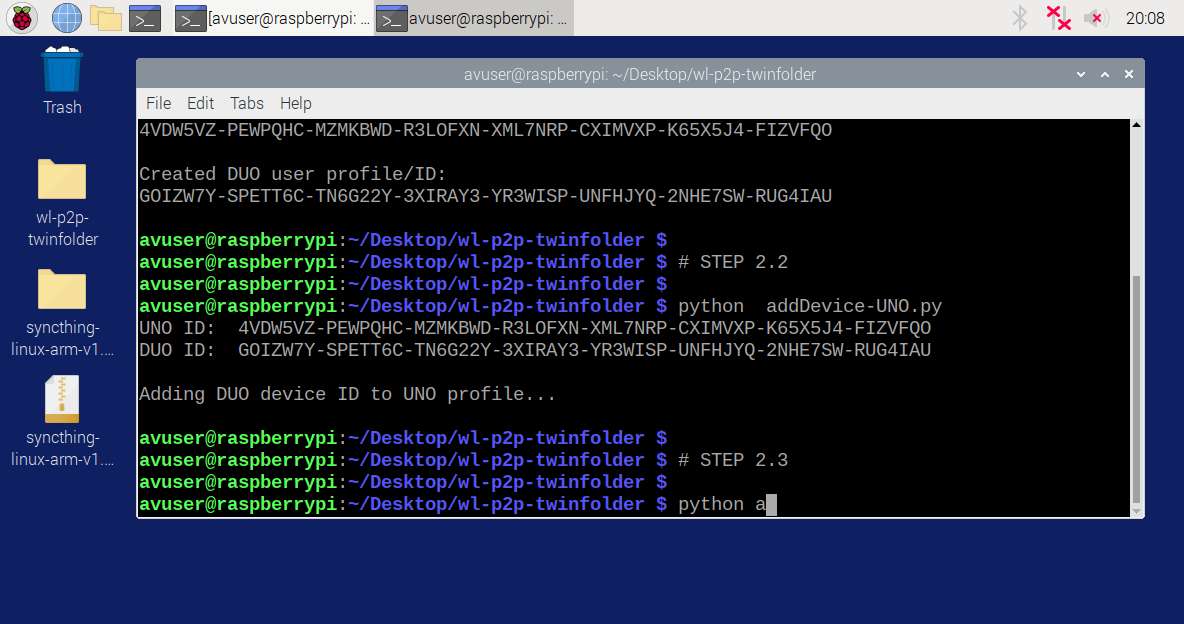 [avuser@raspberrypi: ...
avuser@raspberrypi: ...
20:08
Trash
wl-p2p-
twinfolder
syncthing-
linux-arm-v1....
syncthing-
linux-arm-v1....
avuser@raspberrypi: ~/Desktop/wl-p2p-twinfolder
File Edit Tabs Help
4VDW5VZ-PEWPQHC-MZMKBWD-R3LOFXN-XML7NRP-CXIMVXP-K65X5J4-FIZVFQO
Created DUO user profile/ID:
GOIZW7Y-SPETT6C-TN6G22Y-3XIRAY3-YR3WISP-UNFHJYQ-2NHE7SW-RUG4IAU
avuser@raspberrypi:~/Desktop/wl-p2p-twinfolder $
avuser@raspberrypi:~/Desktop/wl-p2p-twinfolder $ # STEP 2.2
avuser@raspberrypi:~/Desktop/wl-p2p-twinfolder $
avuser@raspberrypi:~/Desktop/wl-p2p-twinfolder $ python  addDevice-UNO.py
UNO ID:  4VDW5VZ-PEWPQHC-MZMKBWD-R3LOFXN-XML7NRP-CXIMVXP-K65X5J4-FIZVFQO
DUO ID:  GOIZW7Y-SPETT6C-TN6G22Y-3XIRAY3-YR3WISP-UNFHJYQ-2NHE7SW-RUG4IAU
Adding DUO device ID to UNO profile...
avuser@raspberrypi:~/Desktop/wl-p2p-twinfolder $
avuser@raspberrypi:~/Desktop/wl-p2p-twinfolder $ # STEP 2.3
avuser@raspberrypi:~/Desktop/wl-p2p-twinfolder $
avuser@raspberrypi:~/Desktop/wl-p2p-twinfolder $ python a